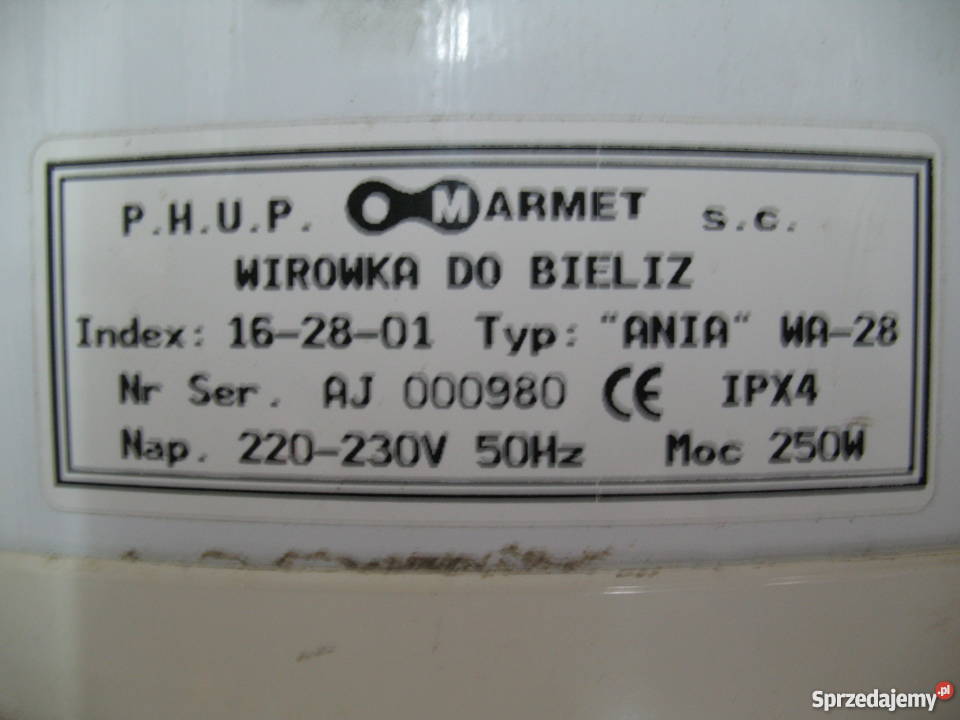 P.H.U.P. MARMET s.c.
WIROWKA DO BIELIZ
Index: 16-28-01 Typ: "ANIA" WA-28
Nr Ser. AJ 000980 CE IPX4
Nap. 220-230V 50Hz Moc 250W
Sprzedajemy.pl